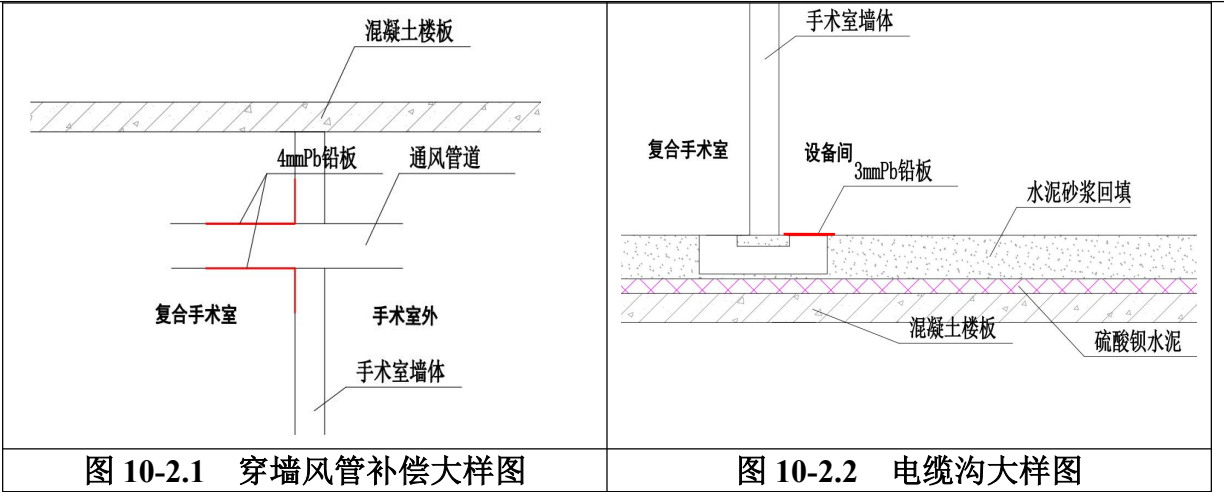 混凝土楼板
4mmPb铅板
通风管道
复合手术室
手术室外
手术室墙体
图 10-2.1 穿墙风管补偿大样图
手术室墙体
复合手术室
设备间
3mmPb铅板
水泥砂浆回填
混凝土楼板
硫酸钡水泥
图 10-2.2 电缆沟大样图